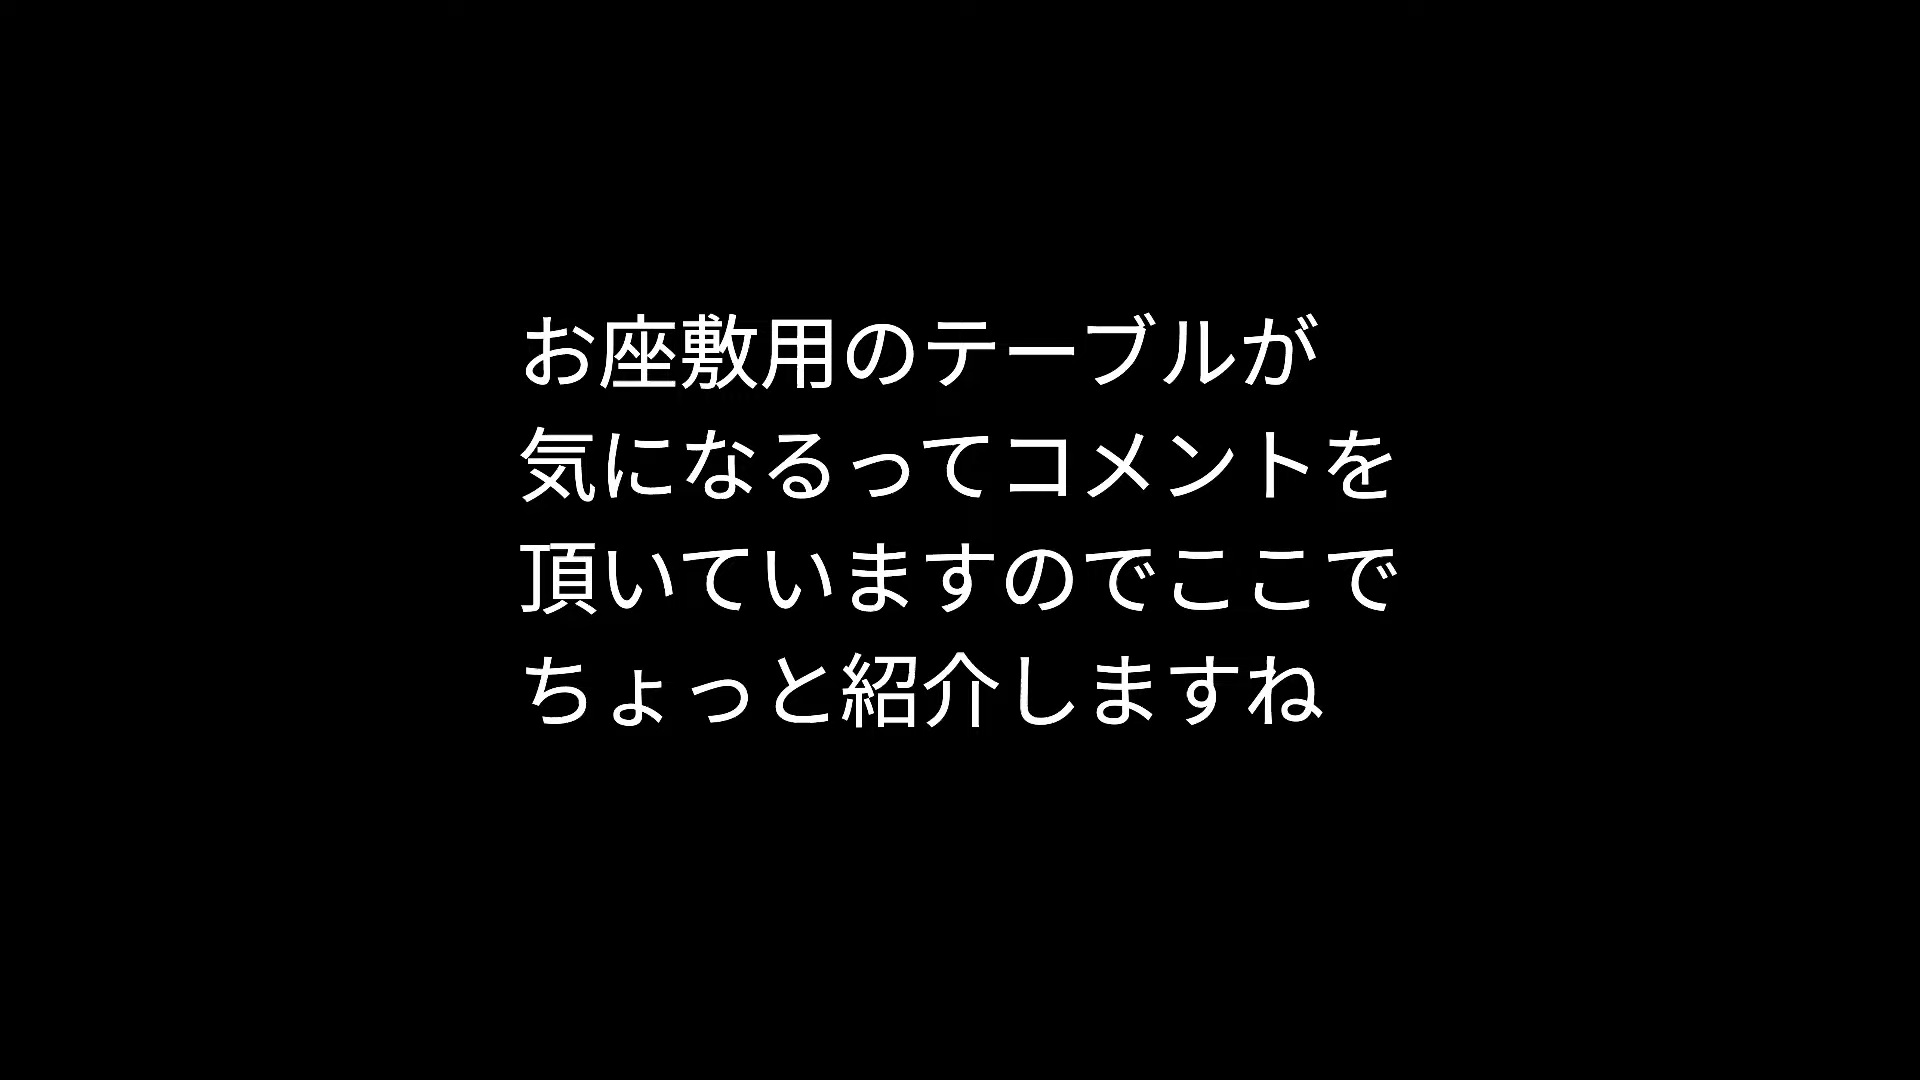 お座敷用のテーブルが
気になるってコメントを
頂いていますのでここで
ちょっと紹介しますね